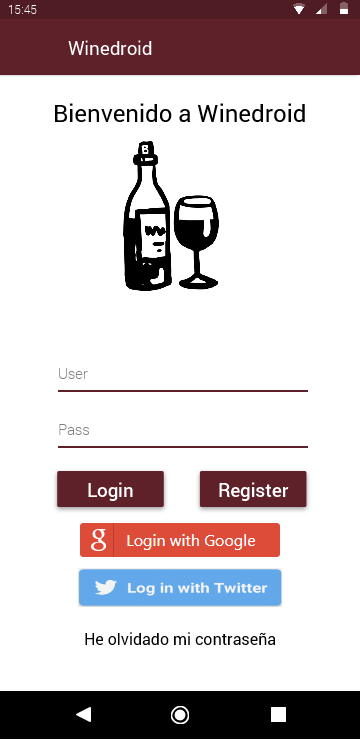 15:45
Winedroid
Bienvenido a Winedroid
B
User
Pass
Login Register
g Login with Google
Log in with Twitter
He olvidado mi contraseña